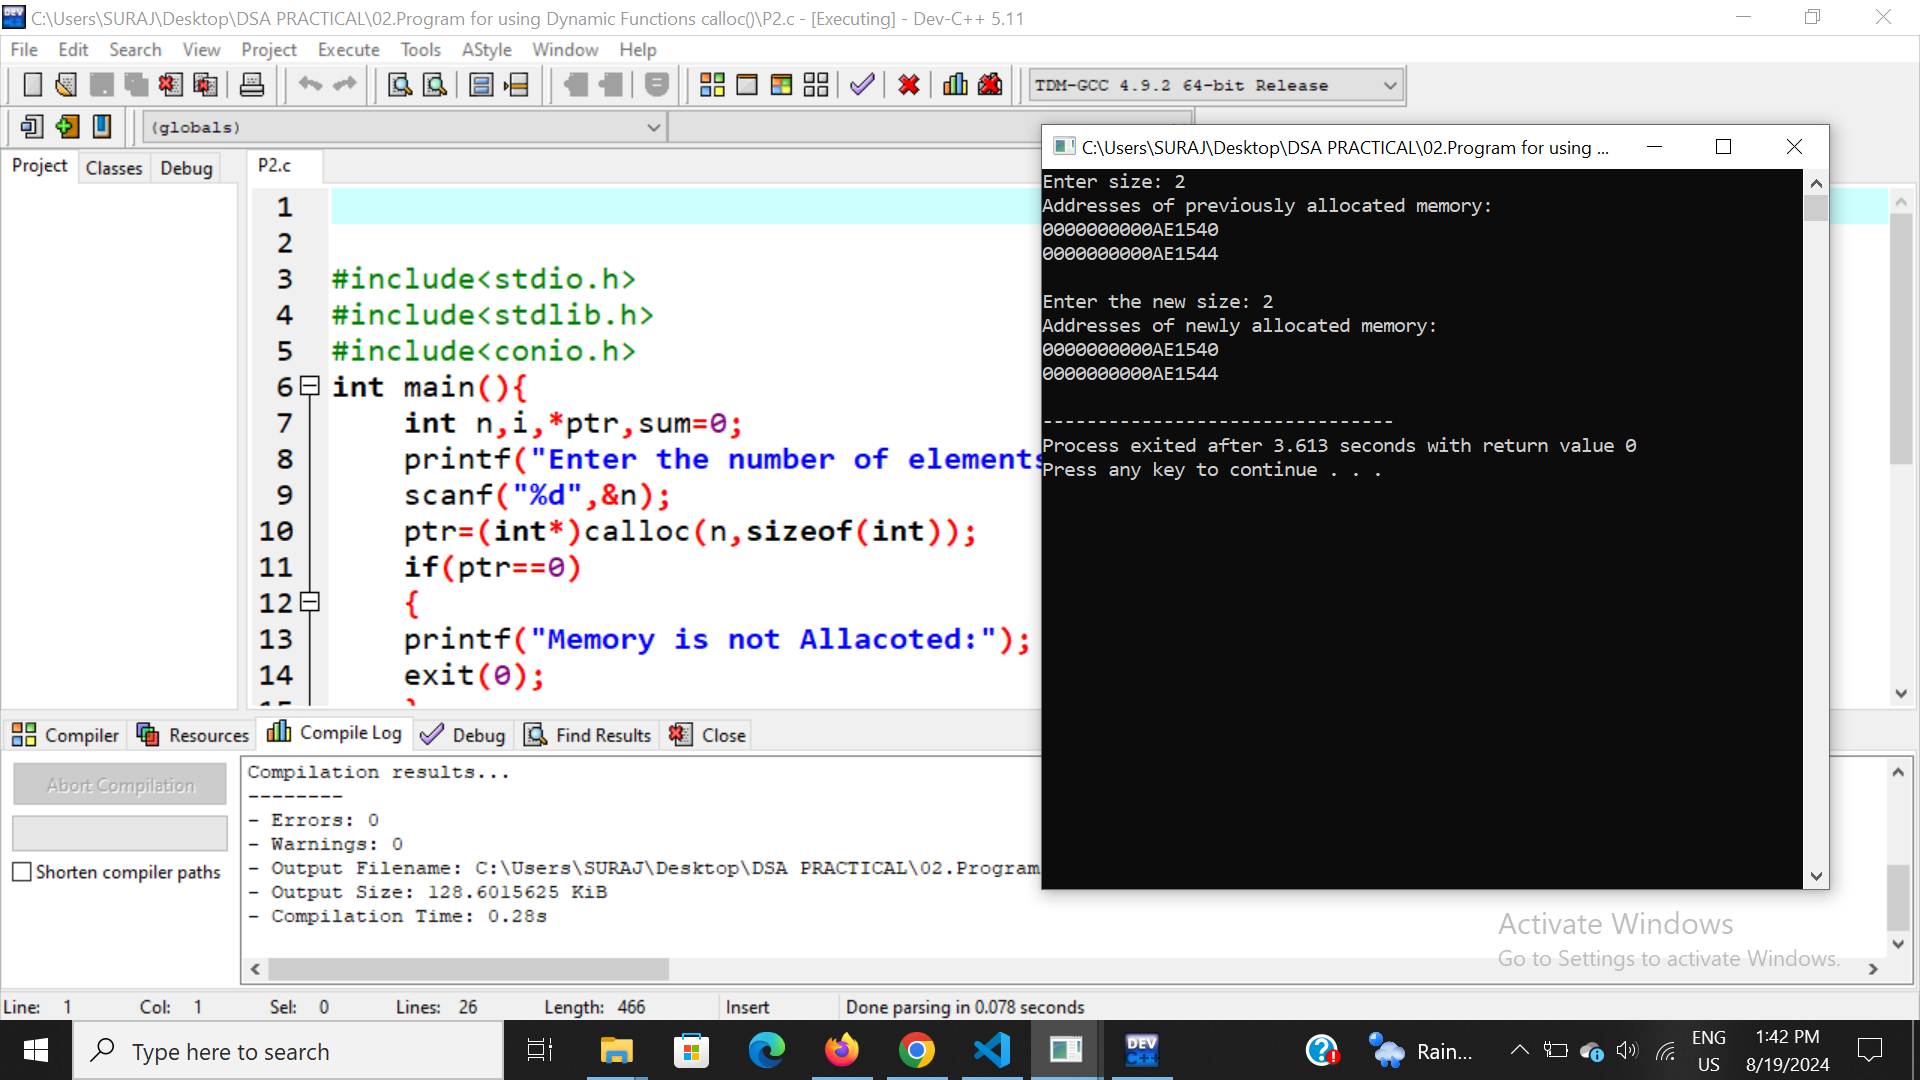 C:\Users\SURAJ\Desktop\DSA PRACTICAL\02.Program for using Dynamic Functions calloc()\P2.c - [Executing] - Dev-C++ 5.11
File Edit Search View Project Execute Tools AStyle Window Help
TDM-GCC 4.9.2 64-bit Release
(globals)
Project Classes Debug
P2.c
1
2
3 #include<stdio.h>
4 #include<stdlib.h>
5 #include<conio.h>
6 int main(){
7 int n,i,*ptr,sum=0;
8 printf("Enter the number of elements
9 scanf("%d",&n);
10 ptr=(int*)calloc(n,sizeof(int));
11 if(ptr==0)
12 {
13 printf("Memory is not Allacoted:");
14 exit(0);
C:\Users\SURAJ\Desktop\DSA PRACTICAL\02.Program for using ...
Enter size: 2
Addresses of previously allocated memory:
0000000000AE1540
0000000000AE1544
Enter the new size: 2
Addresses of newly allocated memory:
0000000000AE1540
0000000000AE1544
--------------------------------
Process exited after 3.613 seconds with return value 0
Press any key to continue . . .
Compiler Resources Compile Log Debug Find Results Close
Abort Compilation
Shorten compiler paths
Compilation results...
--------
- Errors: 0
- Warnings: 0
- Output Filename: C:\Users\SURAJ\Desktop\DSA PRACTICAL\02.Program
- Output Size: 128.6015625 KiB
- Compilation Time: 0.28s
Activate Windows
Go to Settings to activate Windows.
Line: 1 Col: 1 Sel: 0 Lines: 26 Length: 466 Insert Done parsing in 0.078 seconds
Type here to search
DEV
Rain...
ENG
US
1:42 PM
8/19/2024